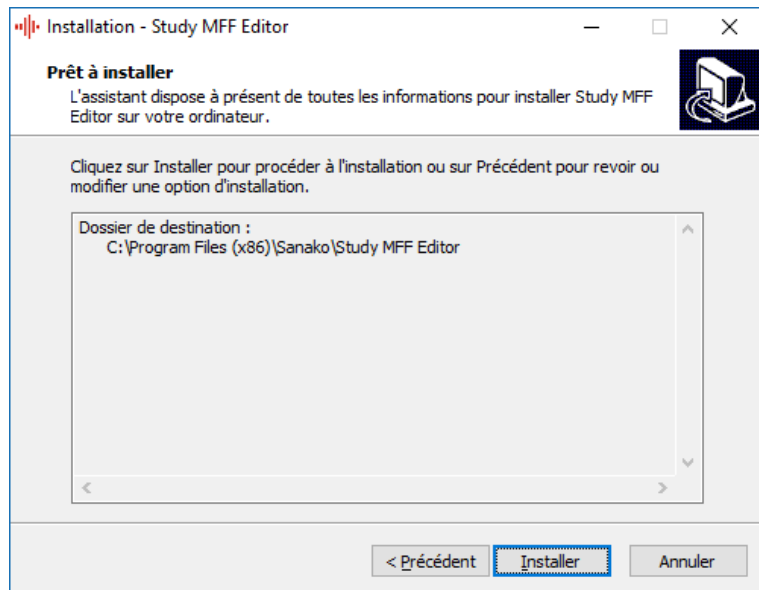 Installation - Study MFF Editor
Prêt à installer
L'assistant dispose à présent de toutes les informations pour installer Study MFF
Editor sur votre ordinateur.
Cliquez sur Installer pour procéder à l'installation ou sur Précédent pour revoir ou
modifier une option d'installation.
Dossier de destination :
C:\Program Files (x86)\Sanako\Study MFF Editor
< Précédent Installer Annuler